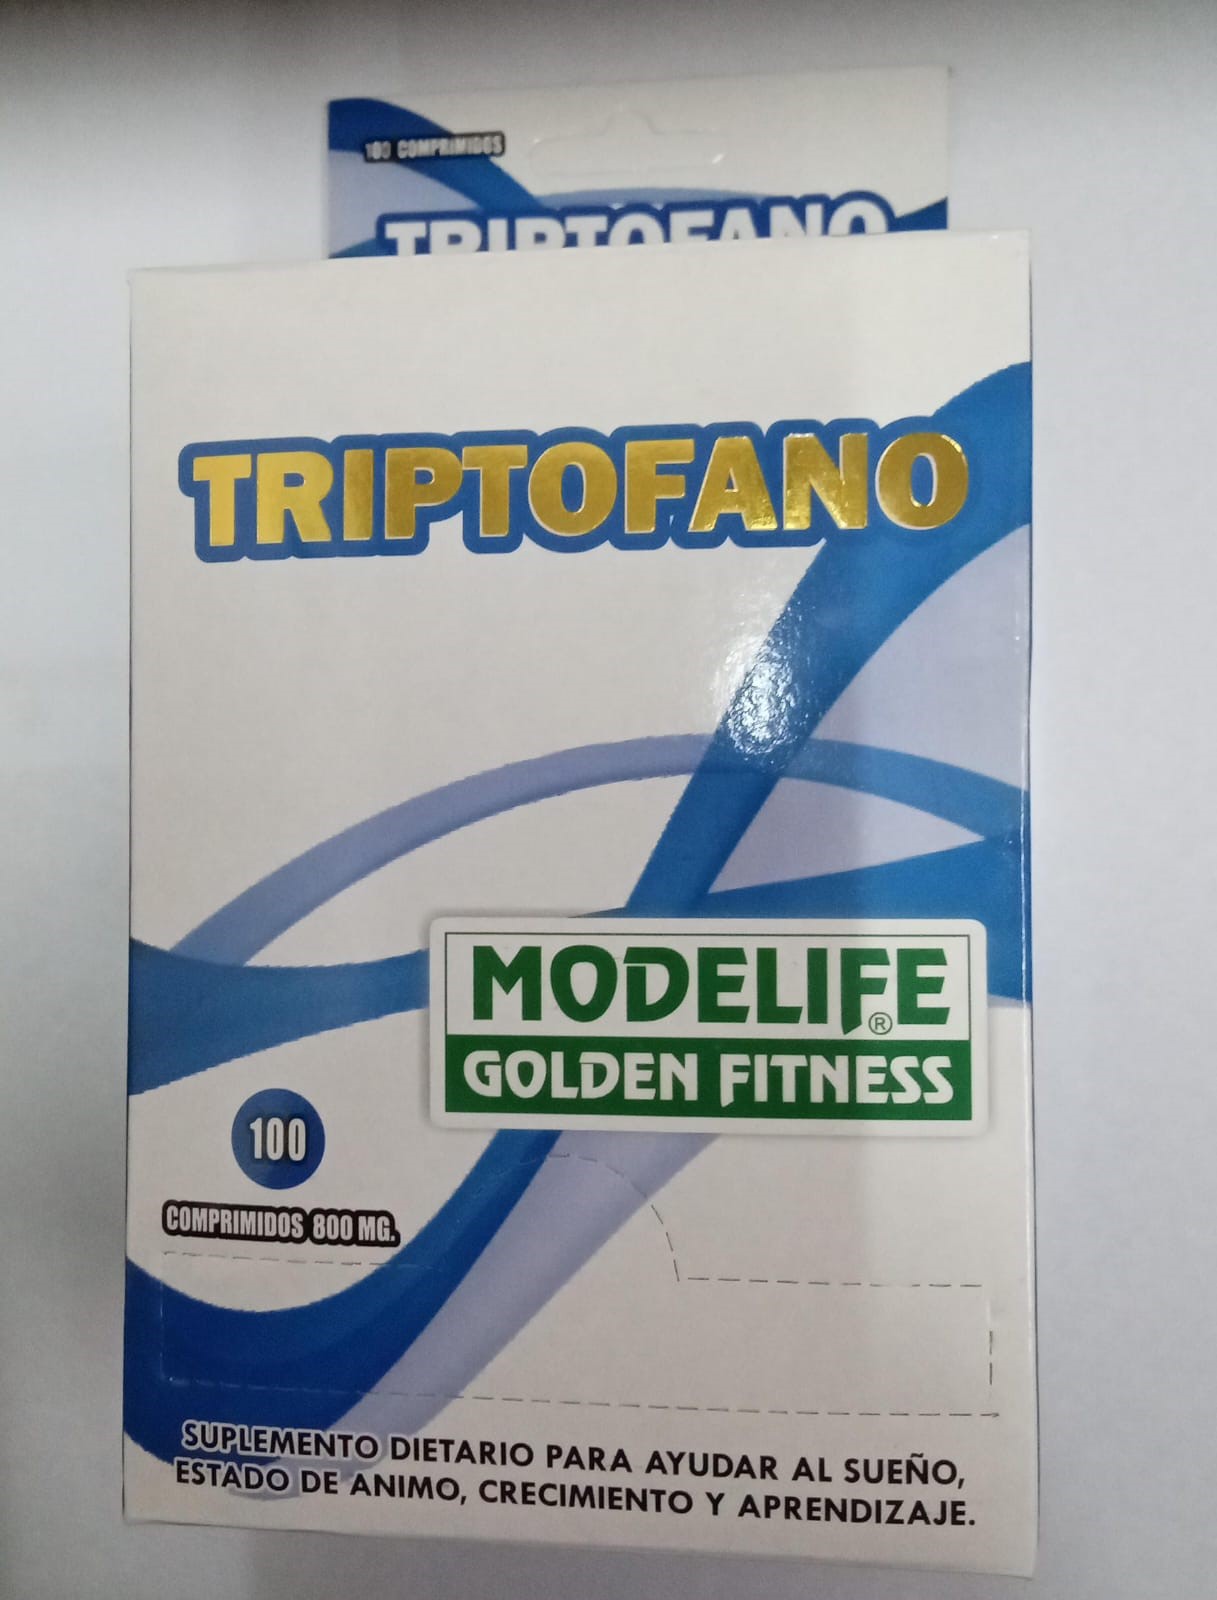 100 COMPRIMIDOS
TRIPTOFANO
TRIPTOFANO
MODELIFE®
GOLDEN FITNESS
100
COMPRIMIDOS 800 MG.
SUPLEMENTO DIETARIO PARA AYUDAR AL SUEÑO,
ESTADO DE ANIMO, CRECIMIENTO Y APRENDIZAJE.